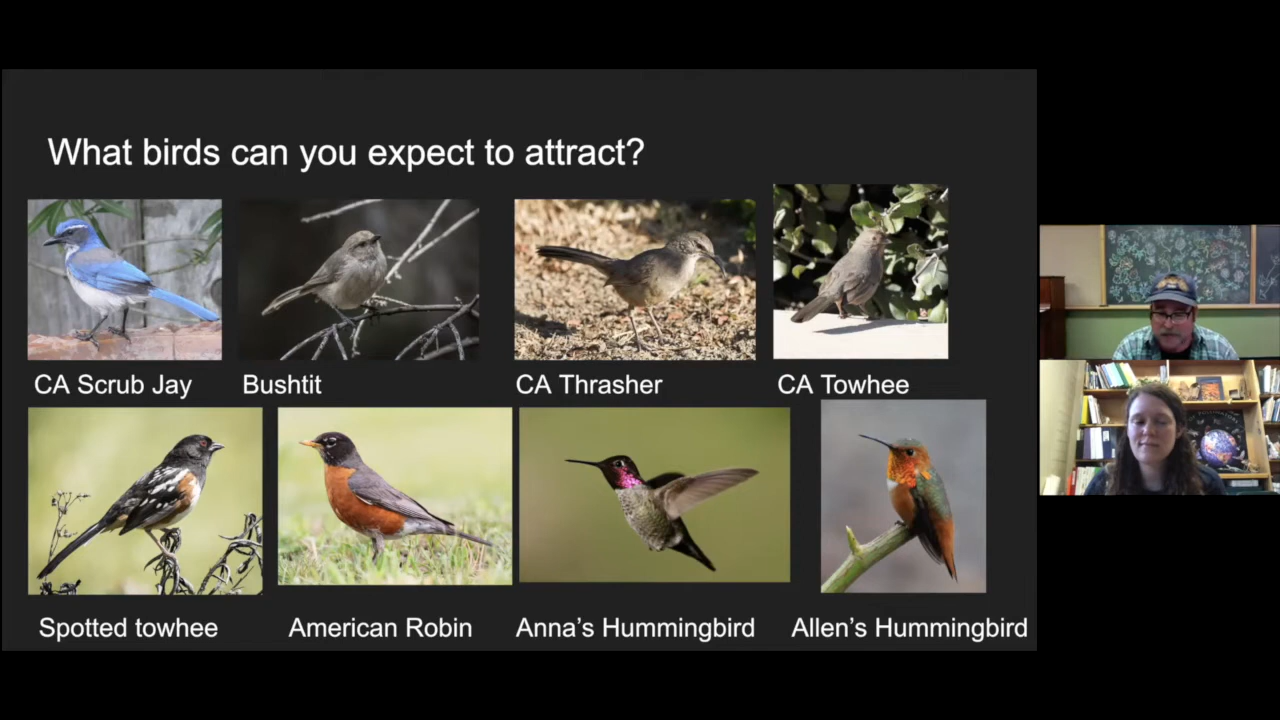 What birds can you expect to attract?
CA Scrub Jay
Bushtit
CA Thrasher
CA Towhee
Spotted towhee
American Robin
Anna's Hummingbird
Allen's Hummingbird